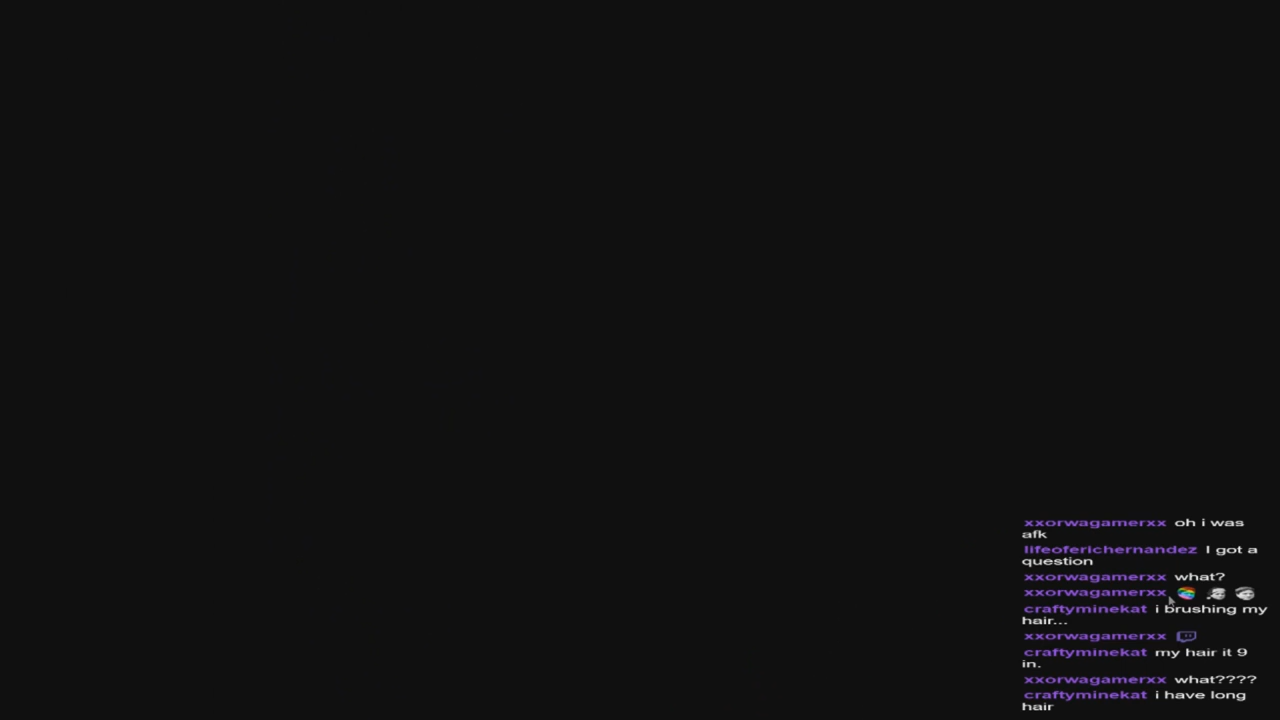 xxorwagamerxx oh i was
afk
lifeoferichernandez I got a
question
xxorwagamerxx what?
xxorwagamerxx
craftyminekat i brushing my
hair...
xxorwagamerxx
craftyminekat my hair it 9
in.
xxorwagamerxx what????
craftyminekat i have long
hair